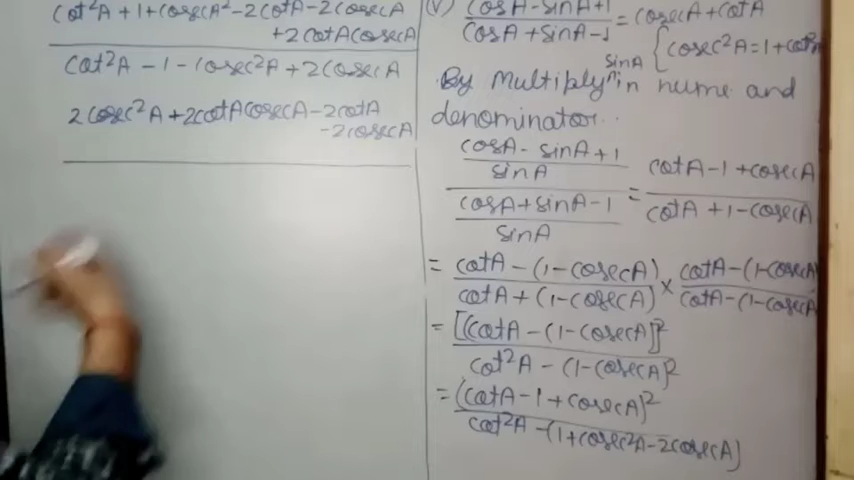 cot²A + 1 + cosecA² - 2cotA - 2cosecA
+ 2cotAcosecA
cot²A - 1 - cosec²A + 2cosecA
2cosec²A + 2cotAcosecA - 2cotA
- 2cosecA
(v) cosA - sinA + 1 / cosA + sinA - 1 = cosecA + cotA
{cosec²A = 1 + cot²A
By Multiply sinA in nume and
denominator..
cosA - sinA + 1 / sinA / cosA + sinA - 1 / sinA = cotA - 1 + cosecA / cotA + 1 - cosecA
= cotA - (1 - cosecA) / cotA + (1 - cosecA) × cotA - (1 - cosecA) / cotA - (1 - cosecA
= [(cotA - (1 - cosecA)]² / cot²A - (1 - cosecA)²
= (cotA - 1 + cosecA)² / cot²A - (1 + cosec²A - 2cosecA]